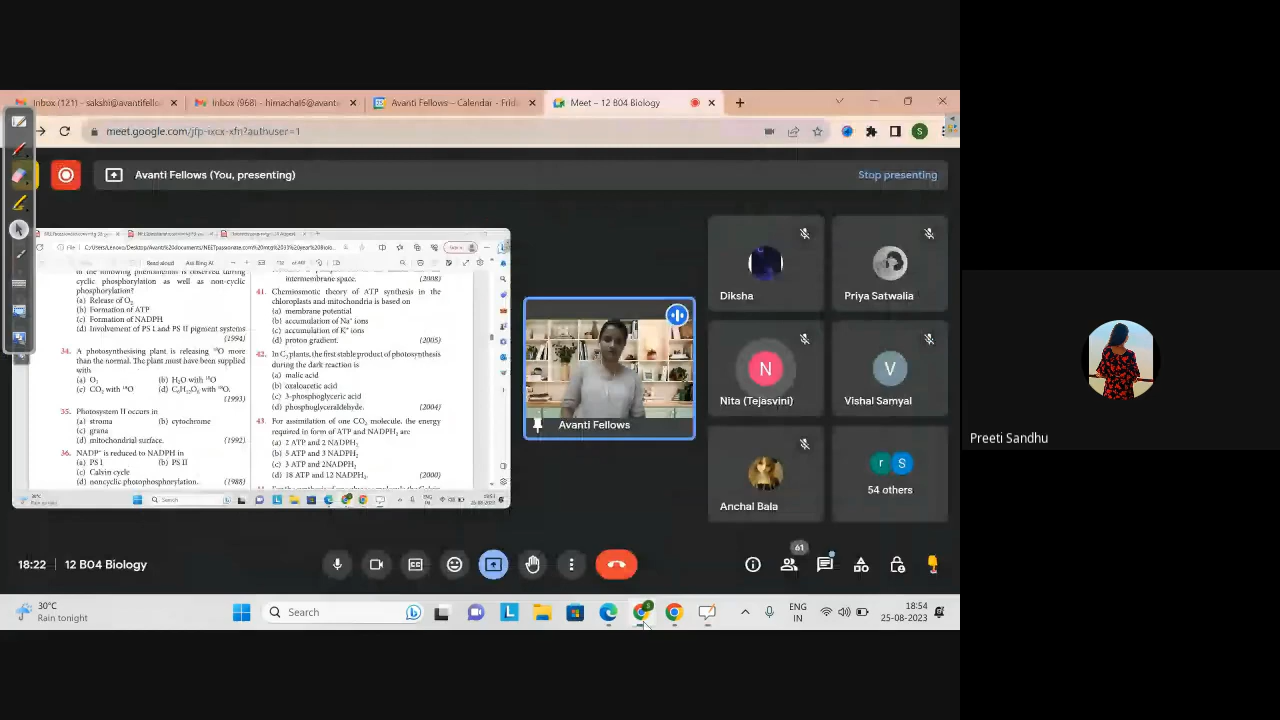 Inbox (121) – sakshi@avantifello
Inbox (968) – himachal6@avanta
Avanti Fellows – Calendar - Frid
Meet – 12 B04 Biology
meet.google.com/jfp-ixcx-xfn?authuser=1
Avanti Fellows (You, presenting)
Stop presenting
in the following phenomenon is observed during
cyclic phosphorylation as well as non-cyclic
phosphorylation?
(a) Release of O2
(b) Formation of ATP
(c) Formation of NADPH
(d) Involvement of PS I and PS II pigment systems
(1994)
34. A photosynthesising plant is releasing 18O more
than the normal. The plant must have been supplied
with
(a) O3 (b) H2O with 18O
(c) CO2 with 18O (d) C6H12O6 with 18O.
(1993)
35. Photosystem II occurs in
(a) stroma (b) cytochrome
(c) grana
(d) mitochondrial surface. (1992)
36. NADP+ is reduced to NADPH in
(a) PS I (b) PS II
(c) Calvin cycle
(d) noncyclic photophosphorylation. (1988)
intermembrane space. (2008)
41. Chemiosmotic theory of ATP synthesis in the
chloroplasts and mitochondria is based on
(a) membrane potential
(b) accumulation of Na+ ions
(c) accumulation of K+ ions
(d) proton gradient. (2005)
42. In C3 plants, the first stable product of photosynthesis
during the dark reaction is
(a) malic acid
(b) oxaloacetic acid
(c) 3-phosphoglyceric acid
(d) phosphoglyceraldehyde. (2004)
43. For assimilation of one CO2 molecule, the energy
required in form of ATP and NADPH2 are
(a) 2 ATP and 2 NADPH2
(b) 5 ATP and 3 NADPH2
(c) 3 ATP and 2NADPH2
(d) 18 ATP and 12 NADPH2. (2000)
Avanti Fellows
Diksha
Priya Satwalia
N
Nita (Tejasvini)
V
Vishal Samyal
Anchal Bala
r S
54 others
Preeti Sandhu
18:22 | 12 B04 Biology
61
30°C
Rain tonight
Search
ENG
IN
18:54
25-08-2023